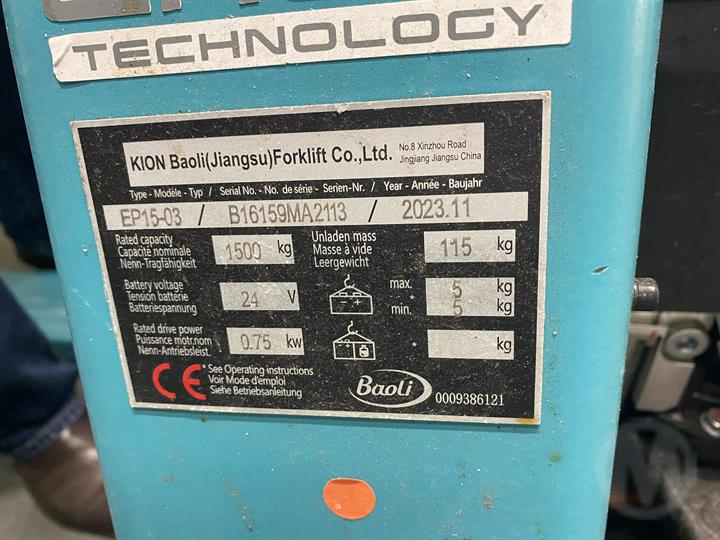 TECHNOLOGY
KION Baoli(Jiangsu)Forklift Co.,Ltd. No.8 Xinzhou Road
Jingjiang Jiangsu China
Type - Modèle - Typ / Serial No. - No. de série - Serien-Nr. / Year - Année - Baujahr
EP15-03 / B16159MA2113 / 2023.11
Rated capacity
Capacité nominale
Nenn-Tragfähigkeit
1500 kg
Unladen mass
Masse à vide
Leergewicht
115 kg
Battery voltage
Tension batterie
Batteriespannung
24 V
max. 5 kg
min. 5 kg
Rated drive power
Puissance motr.nom
Nenn-Antriebsleist.
0.75 kw
* kg
CE
* See Operating instructions
Voir Mode d'emploi
Siehe Betriebsanleitung
Baoli
0009386121
M